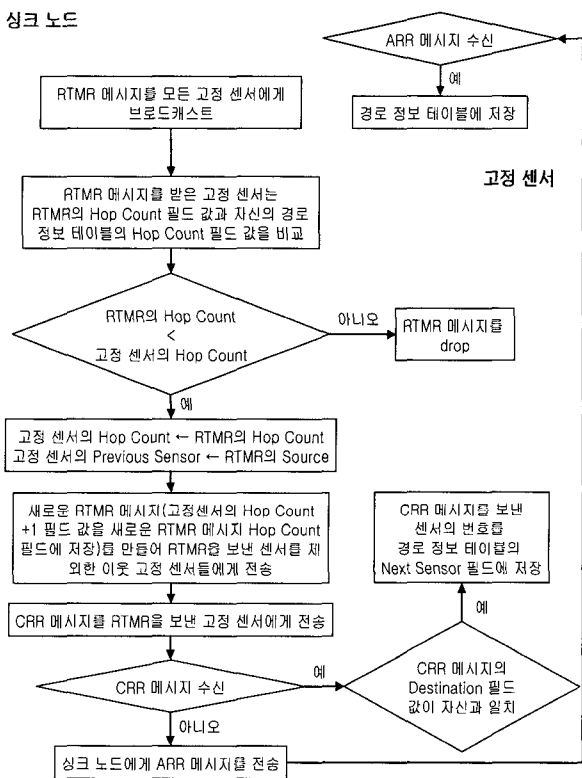 싱크 노드
ARR 메시지 수신
예
경로 정보 테이블에 저장
고정 센서
RTMR 메시지를 모든 고정 센서에게
브로드캐스트
RTMR 메시지를 받은 고정 센서는
RTMR의 Hop Count 필드 값과 자신의 경로
정보 테이블의 Hop Count 필드 값을 비교
RTMR의 Hop Count
<
고정 센서의 Hop Count
아니오
RTMR 메시지를
drop
예
고정 센서의 Hop Count ← RTMR의 Hop Count
고정 센서의 Previous Sensor ← RTMR의 Source
새로운 RTMR 메시지(고정센서의 Hop Count
+1 필드 값을 새로운 RTMR 메시지 Hop Count
필드에 저장)를 만들어 RTMR을 보낸 센서를 제
외한 이웃 고정 센서들에게 전송
CRR 메시지를 RTMR을 보낸 고정 센서에게 전송
CRR 메시지 수신
예
CRR 메시지의
Destination 필드
값이 자신과 일치
예
CRR 메시지를 보낸
센서의 번호를
경로 정보 테이블의
Next Sensor 필드에 저장
아니오
싱크 노드에게 ARR 메시지를 전송